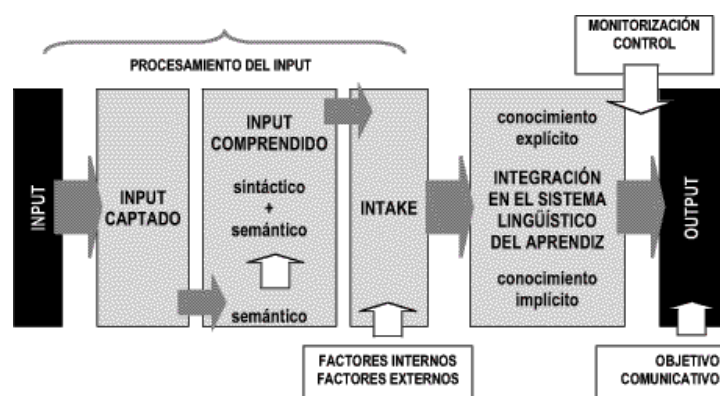 MONITORIZACIÓN
CONTROL
PROCESAMIENTO DEL INPUT
INPUT
INPUT
CAPTADO
INPUT
COMPRENDIDO
sintáctico
+
semántico
semántico
INTAKE
conocimiento
explícito
INTEGRACIÓN
EN EL SISTEMA
LINGÜÍSTICO
DEL APRENDIZ
conocimiento
implícito
OUTPUT
FACTORES INTERNOS
FACTORES EXTERNOS
OBJETIVO
COMUNICATIVO